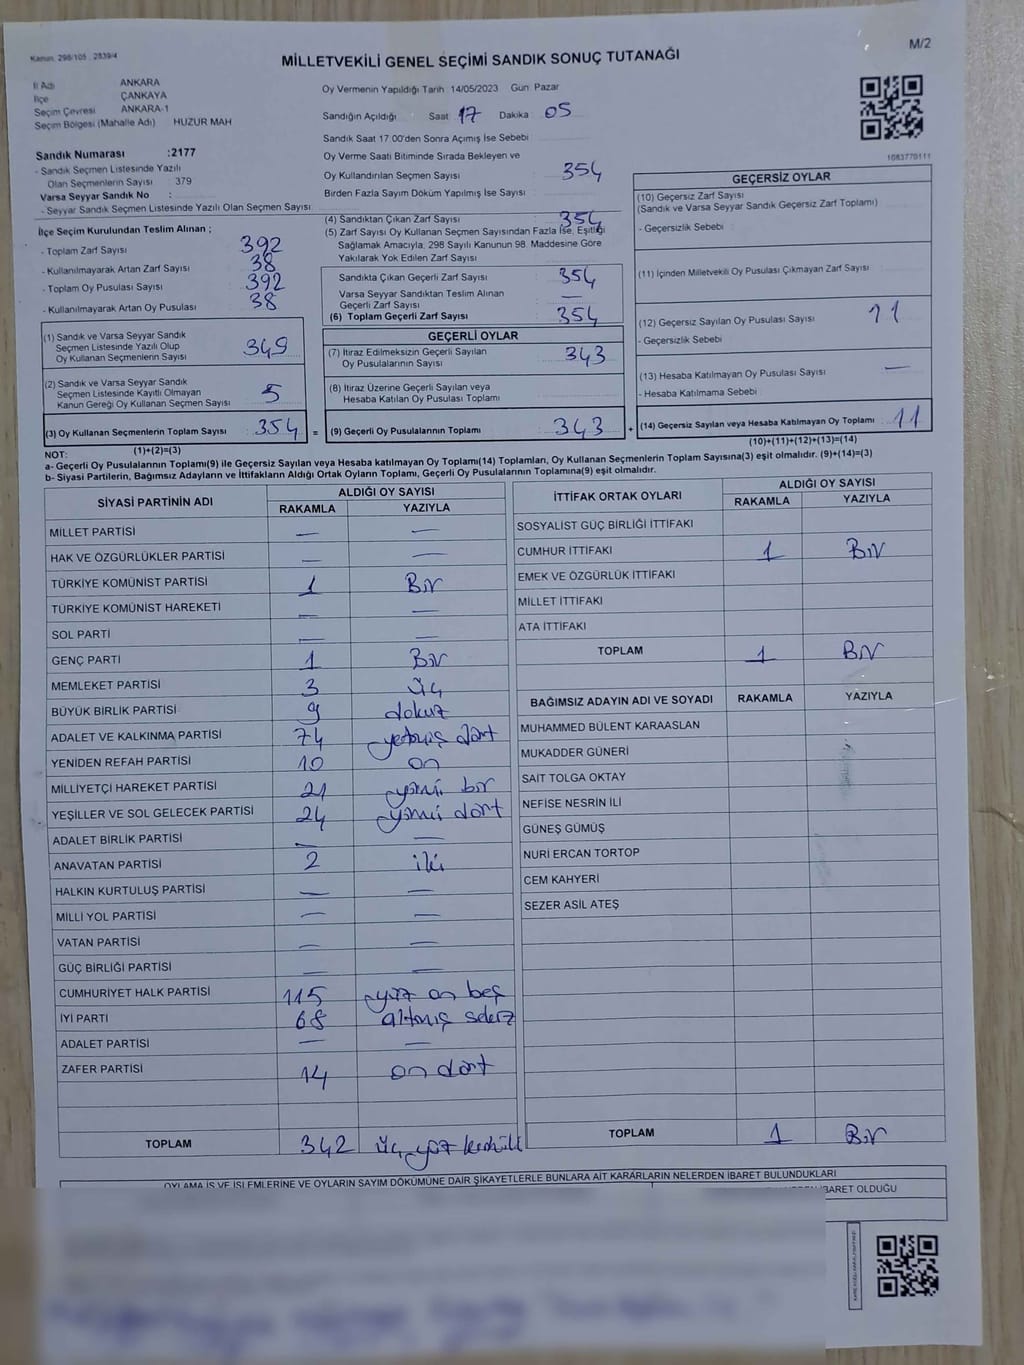 Kanun: 298/105 , 2839/4
MİLLETVEKİLİ GENEL SEÇİMİ SANDIK SONUÇ TUTANAĞI
M/2
İl Adı ANKARA
İlçe ÇANKAYA
Seçim Çevresi ANKARA-1
Seçim Bölgesi (Mahalle Adı) HUZUR MAH
Sandık Numarası :2177
- Sandık Seçmen Listesinde Yazılı
Olan Seçmenlerin Sayısı : 379
Varsa Seyyar Sandık No :
- Seyyar Sandık Seçmen Listesinde Yazılı Olan Seçmen Sayısı:
İlçe Seçim Kurulundan Teslim Alınan ;
- Toplam Zarf Sayısı 392
- Kullanılmayarak Artan Zarf Sayısı 38
- Toplam Oy Pusulası Sayısı 392
- Kullanılmayarak Artan Oy Pusulası 38
(1) Sandık ve Varsa Seyyar Sandık
Seçmen Listesinde Yazılı Olup
Oy Kullanan Seçmenlerin Sayısı 349
(2) Sandık ve Varsa Seyyar Sandık
Seçmen Listesinde Kayıtlı Olmayan
Kanun Gereği Oy Kullanan Seçmen Sayısı 5
(3) Oy Kullanan Seçmenlerin Toplam Sayısı 354 =
(1)+(2)=(3)
Oy Vermenin Yapıldığı Tarih 14/05/2023 Gün: Pazar
Sandığın Açıldığı Saat 17 Dakika 05
Sandık Saat 17:00'den Sonra Açımış İse Sebebi
Oy Verme Saati Bitiminde Sırada Bekleyen ve
Oy Kullandırılan Seçmen Sayısı : 354
Birden Fazla Sayım Döküm Yapılmış İse Sayısı
(4) Sandıktan Çıkan Zarf Sayısı 354
(5) Zarf Sayısı Oy Kullanan Seçmen Sayısından Fazla İse, Eşitliği
Sağlamak Amacıyla, 298 Sayılı Kanunun 98. Maddesine Göre
Yakılarak Yok Edilen Zarf Sayısı
Sandıkta Çıkan Geçerli Zarf Sayısı 354
Varsa Seyyar Sandıktan Teslim Alınan
Geçerli Zarf Sayısı —
(6) Toplam Geçerli Zarf Sayısı 354
GEÇERLİ OYLAR
(7) İtiraz Edilmeksizin Geçerli Sayılan
Oy Pusulalarının Sayısı 343
(8) İtiraz Üzerine Geçerli Sayılan veya
Hesaba Katılan Oy Pusulası Toplamı
(9) Geçerli Oy Pusulalarının Toplamı 343 +
1083770111
GEÇERSİZ OYLAR
(10) Geçersiz Zarf Sayısı
(Sandık ve Varsa Seyyar Sandık Geçersiz Zarf Toplamı)
- Geçersizlik Sebebi
(11) İçinden Milletvekili Oy Pusulası Çıkmayan Zarf Sayısı
(12) Geçersiz Sayılan Oy Pusulası Sayısı : 11
- Geçersizlik Sebebi
(13) Hesaba Katılmayan Oy Pusulası Sayısı —
- Hesaba Katılmama Sebebi
(14) Geçersiz Sayılan veya Hesaba Katılmayan Oy Toplamı 11
(10)+(11)+(12)+(13)=(14)
NOT:
a- Geçerli Oy Pusulalarının Toplamı(9) ile Geçersiz Sayılan veya Hesaba katılmayan Oy Toplamı(14) Toplamları, Oy Kullanan Seçmenlerin Toplam Sayısına(3) eşit olmalıdır. (9)+(14)=(3)
b- Siyasi Partilerin, Bağımsız Adayların ve İttifakların Aldığı Ortak Oyların Toplamı, Geçerli Oy Pusulalarının Toplamına(9) eşit olmalıdır.
SİYASİ PARTİNİN ADI ALDIĞI OY SAYISI
RAKAMLA YAZIYLA
MİLLET PARTİSİ — —
HAK VE ÖZGÜRLÜKLER PARTİSİ — —
TÜRKİYE KOMÜNİST PARTİSİ 1 Bir
TÜRKİYE KOMÜNİST HAREKETİ — —
SOL PARTİ — —
GENÇ PARTİ 1 Bir
MEMLEKET PARTİSİ 3 üç
BÜYÜK BİRLİK PARTİSİ 9 dokuz
ADALET VE KALKINMA PARTİSİ 74 yetmiş dört
YENİDEN REFAH PARTİSİ 10 on
MİLLİYETÇİ HAREKET PARTİSİ 21 yirmi bir
YEŞİLLER VE SOL GELECEK PARTİSİ 24 yirmi dört
ADALET BİRLİK PARTİSİ — —
ANAVATAN PARTİSİ 2 iki
HALKIN KURTULUŞ PARTİSİ — —
MİLLİ YOL PARTİSİ — —
VATAN PARTİSİ — —
GÜÇ BİRLİĞİ PARTİSİ — —
CUMHURİYET HALK PARTİSİ 115 yüz on beş
İYİ PARTİ 68 altmış sekiz
ADALET PARTİSİ — —
ZAFER PARTİSİ 14 on dört
TOPLAM 342 üç yüz
İTTİFAK ORTAK OYLARI ALDIĞI OY SAYISI
RAKAMLA YAZIYLA
SOSYALİST GÜÇ BİRLİĞİ İTTİFAKI
CUMHUR İTTİFAKI 1 Bir
EMEK VE ÖZGÜRLÜK İTTİFAKI
MİLLET İTTİFAKI
ATA İTTİFAKI
TOPLAM 1 Bir
BAĞIMSIZ ADAYIN ADI VE SOYADI RAKAMLA YAZIYLA
MUHAMMED BÜLENT KARAASLAN
MUKADDER GÜNERİ
SAİT TOLGA OKTAY
NEFİSE NESRİN İLİ
GÜNEŞ GÜMÜŞ
NURİ ERCAN TORTOP
CEM KAHYERİ
SEZER ASİL ATEŞ
TOPLAM 1 Bir
OYLAMA İŞ VE İŞLEMLERİNE VE OYLARIN SAYIM DÖKÜMÜNE DAİR ŞİKAYETLERLE BUNLARA AİT KARARLARIN NELERDEN İBARET BULUNDUKLARI
İBARET OLDUĞU